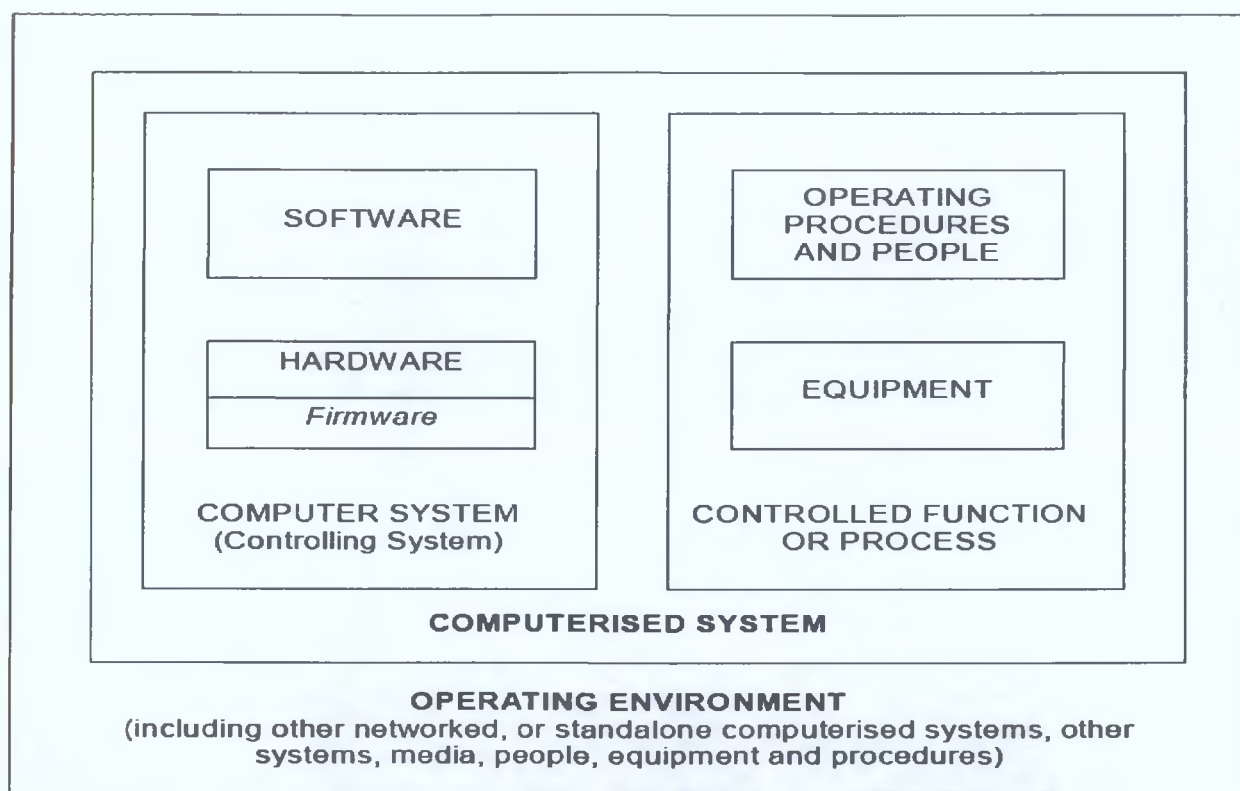 SOFTWARE
HARDWARE
Firmware
COMPUTER SYSTEM
(Controlling System)
OPERATING
PROCEDURES
AND PEOPLE
EQUIPMENT
CONTROLLED FUNCTION
OR PROCESS
COMPUTERISED SYSTEM
OPERATING ENVIRONMENT
(including other networked, or standalone computerised systems, other
systems, media, people, equipment and procedures)